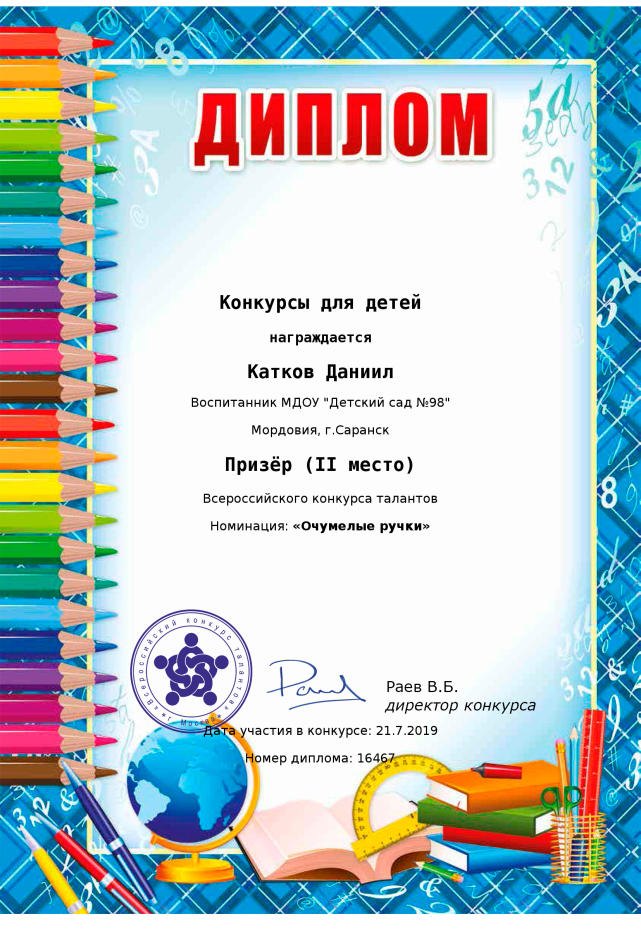 ДИПЛОМ
Конкурсы для детей
награждается
Катков Даниил
Воспитанник МДОУ "Детский сад №98"
Мордовия, г.Саранск
Призёр (II место)
Всероссийского конкурса талантов
Номинация: «Очумелые ручки»
«Всероссийский конкурс талантов»
г. Москва
Раев В.Б.
директор конкурса
Дата участия в конкурсе: 21.7.2019
Номер диплома: 16467